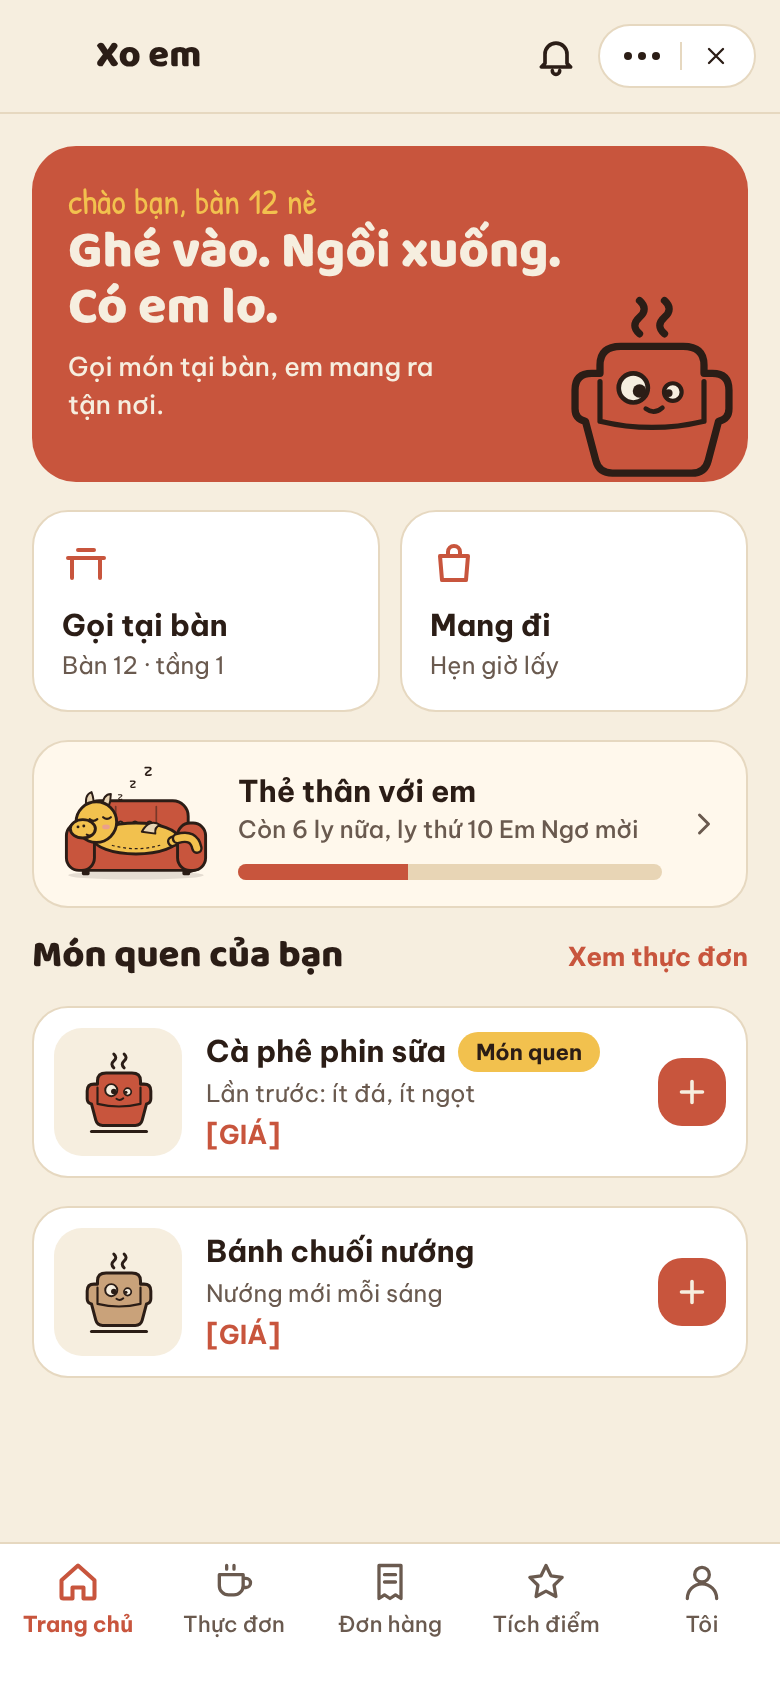 Xo em
chào bạn, bàn 12 nè
Ghé vào. Ngồi xuống.
Có em lo.
Gọi món tại bàn, em mang ra
tận nơi.
Gọi tại bàn
Bàn 12 · tầng 1
Mang đi
Hẹn giờ lấy
z z z
Thẻ thân với em
Còn 6 ly nữa, ly thứ 10 Em Ngơ mời
Món quen của bạn
Xem thực đơn
Cà phê phin sữa
Món quen
Lần trước: ít đá, ít ngọt
[GIÁ]
Bánh chuối nướng
Nướng mới mỗi sáng
[GIÁ]
Trang chủ
Thực đơn
Đơn hàng
Tích điểm
Tôi